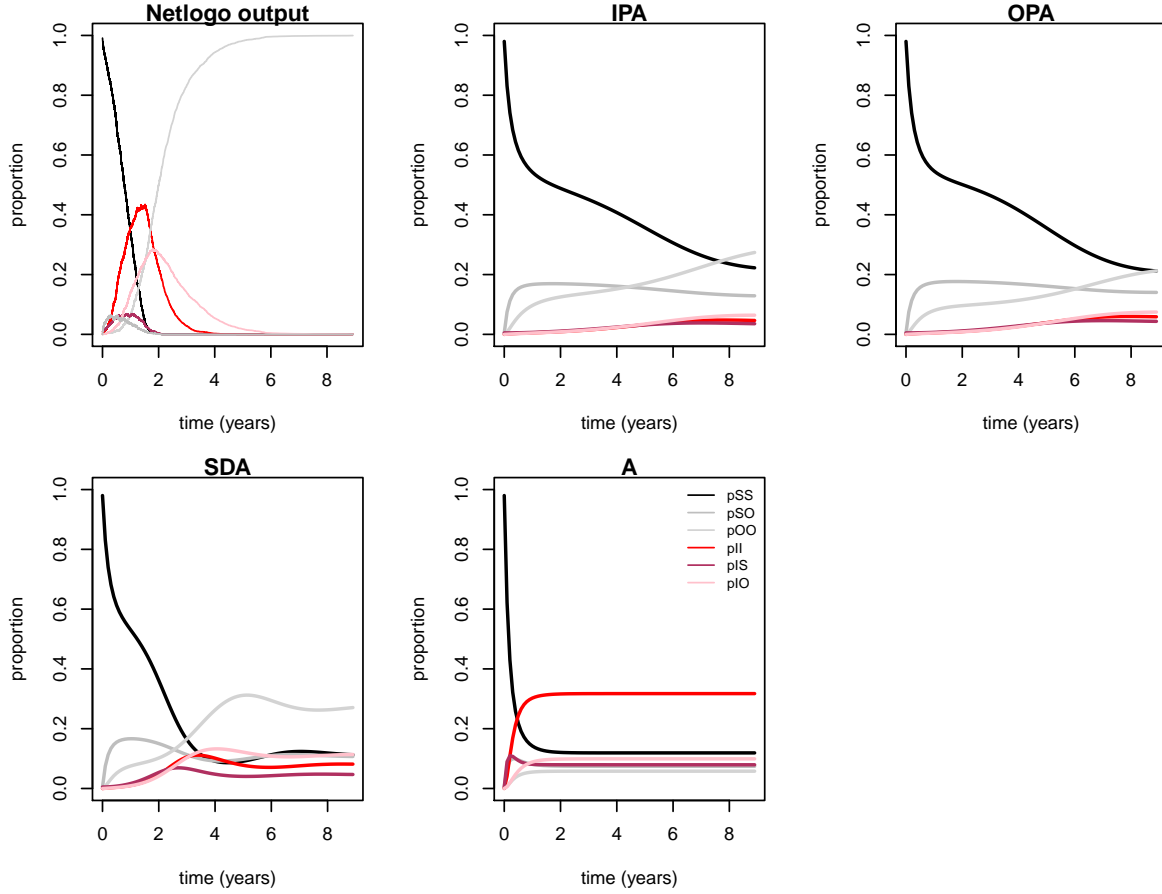 Netlogo output
IPA
OPA
proportion
0.0 0.2 0.4 0.6 0.8 1.0
0 2 4 6 8
time (years)
proportion
0.0 0.2 0.4 0.6 0.8 1.0
0 2 4 6 8
time (years)
proportion
0.0 0.2 0.4 0.6 0.8 1.0
0 2 4 6 8
time (years)
SDA
A
proportion
0.0 0.2 0.4 0.6 0.8 1.0
0 2 4 6 8
time (years)
proportion
0.0 0.2 0.4 0.6 0.8 1.0
pSS
pSO
pOO
pII
pIS
pIO
0 2 4 6 8
time (years)